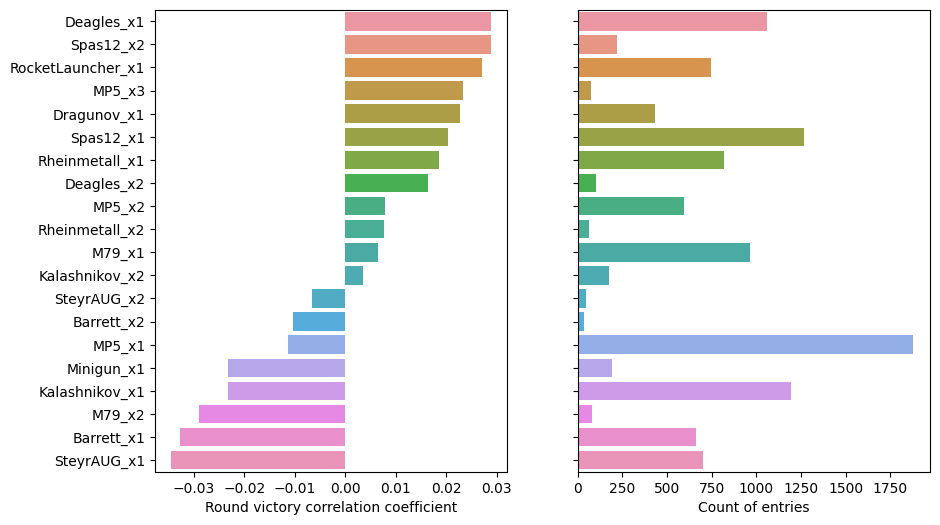 Deagles_x1
Spas12_x2
RocketLauncher_x1
MP5_x3
Dragunov_x1
Spas12_x1
Rheinmetall_x1
Deagles_x2
MP5_x2
Rheinmetall_x2
M79_x1
Kalashnikov_x2
SteyrAUG_x2
Barrett_x2
MP5_x1
Minigun_x1
Kalashnikov_x1
M79_x2
Barrett_x1
SteyrAUG_x1
−0.03 −0.02 −0.01 0.00 0.01 0.02 0.03
Round victory correlation coefficient
0 250 500 750 1000 1250 1500 1750
Count of entries